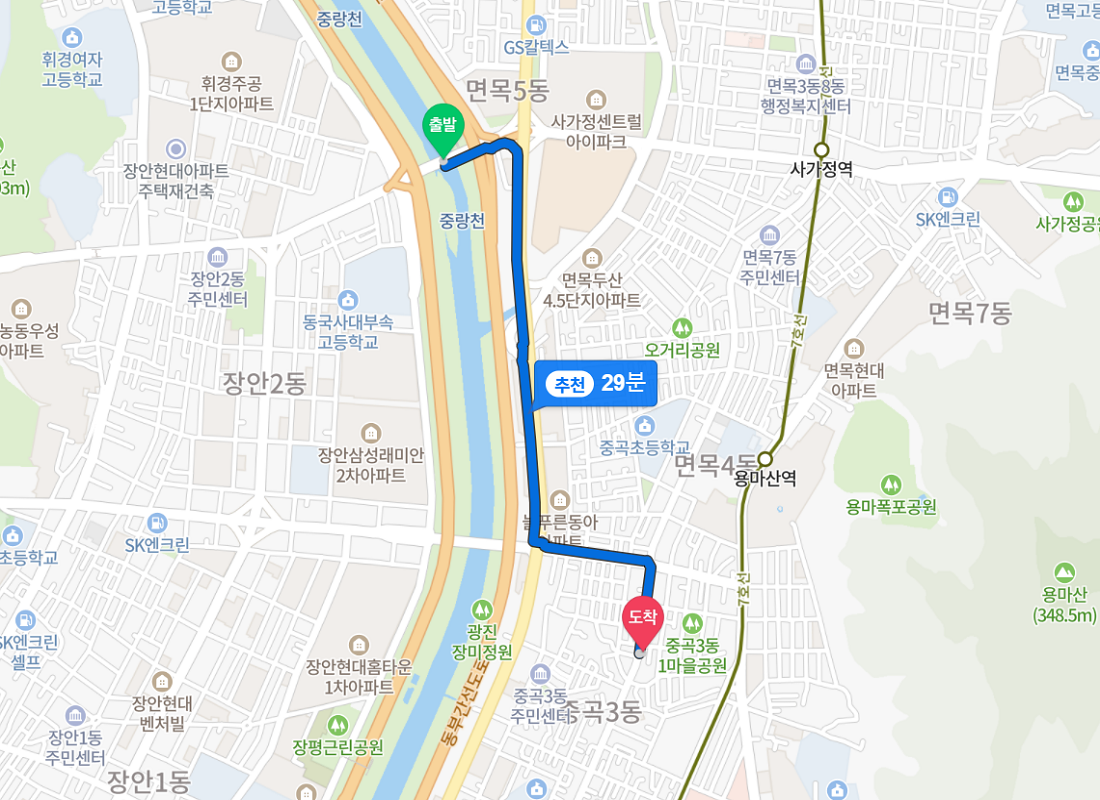 고등학교
중랑천
면목고등
휘경여자
고등학교
GS칼텍스
휘경주공
1단지아파트
면목5동
사가정센트럴
아이파크
면목3동8동
행정복지센터
7호선
면목중
출발
장안현대아파트
주택재건축
사가정역
산
03m)
중랑천
SK엔크린
사가정공원
장안2동
주민센터
면목7동
주민센터
면목두산
4.5단지아파트
동국사대부속
고등학교
면목7동
농동우성
아파트
오거리공원
7호선
면목현대
아파트
장안2동
추천 29분
장안삼성래미안
2차아파트
중곡초등학교
면목4동
용마산역
용마폭포공원
늘푸른동아
아파트
초등학교
SK엔크린
7호선
용마산
(348.5m)
도착
SK엔크린
셀프
광진
장미정원
중곡3동
1마을공원
장안현대홈타운
1차아파트
장안현대
벤처빌
동부간선도로
중곡3동
주민센터
중곡3동
장안1동
주민센터
장평근린공원
장안1동